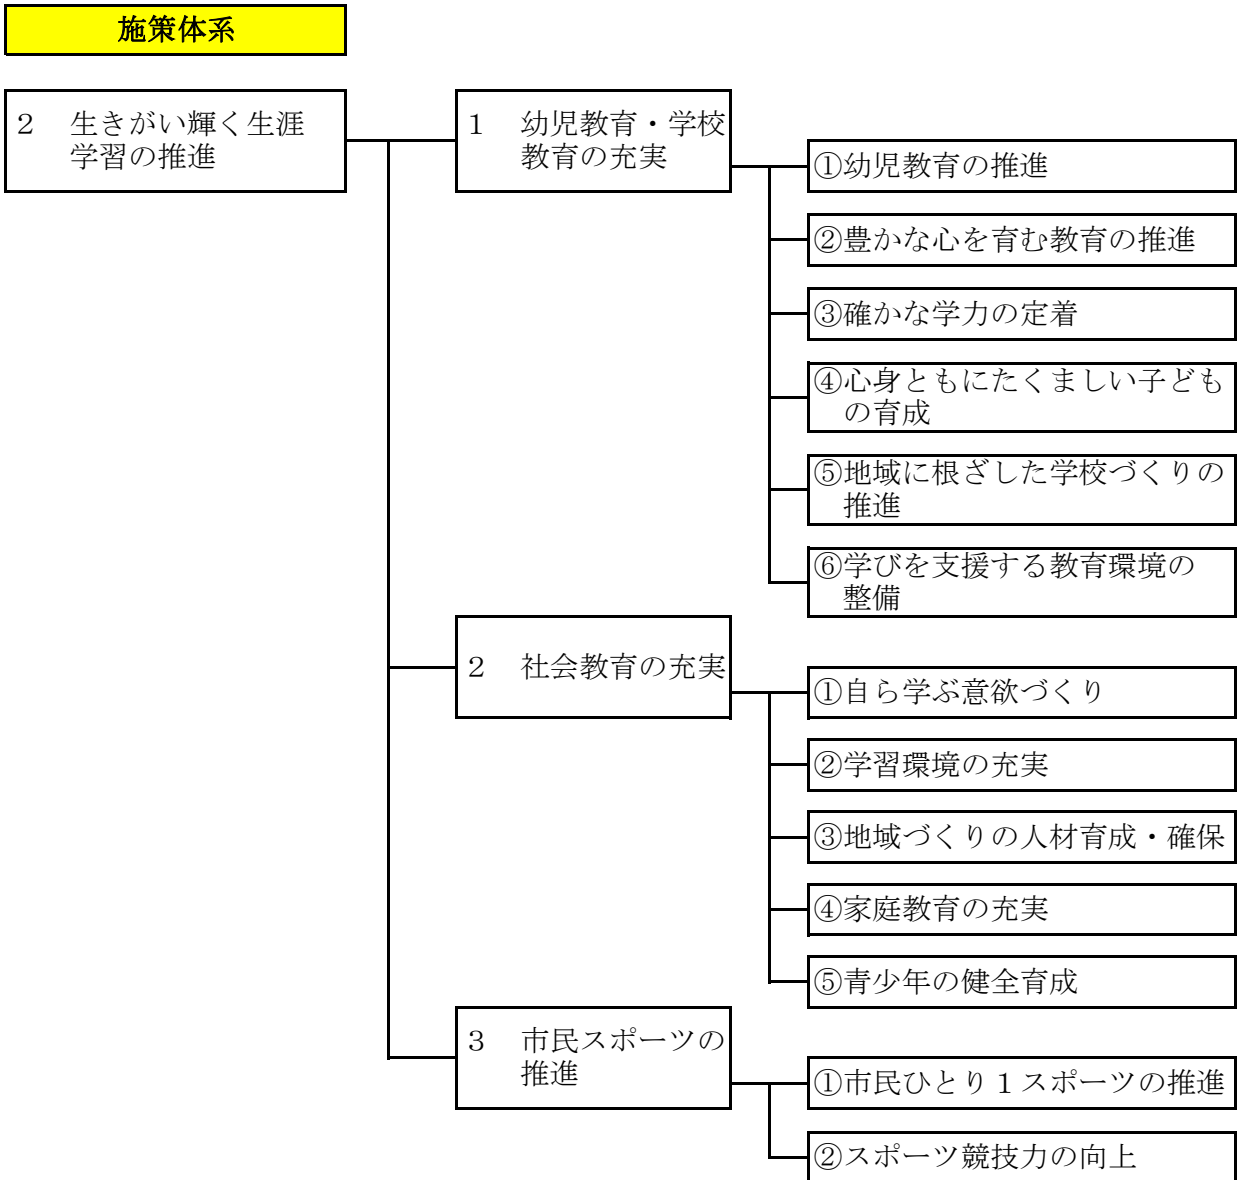 施策体系
２　生きがい輝く生涯
学習の推進
１　幼児教育・学校
教育の充実
①幼児教育の推進
②豊かな心を育む教育の推進
③確かな学力の定着
④心身ともにたくましい子ども
の育成
⑤地域に根ざした学校づくりの
推進
⑥学びを支援する教育環境の
整備
２　社会教育の充実
①自ら学ぶ意欲づくり
②学習環境の充実
③地域づくりの人材育成・確保
④家庭教育の充実
⑤青少年の健全育成
３　市民スポーツの
推進
①市民ひとり１スポーツの推進
②スポーツ競技力の向上